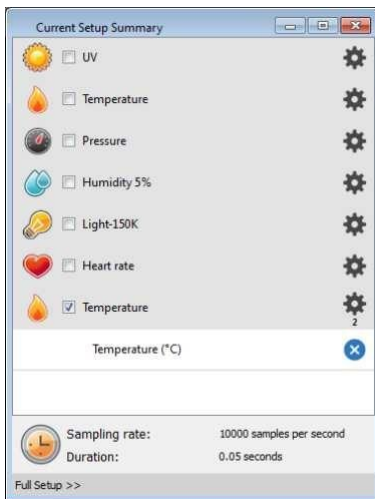 Current Setup Summary
UV
Temperature
Pressure
Humidity 5%
Light-150K
Heart rate
Temperature
2
Temperature (°C)
Sampling rate: 10000 samples per second
Duration: 0.05 seconds
Full Setup >>